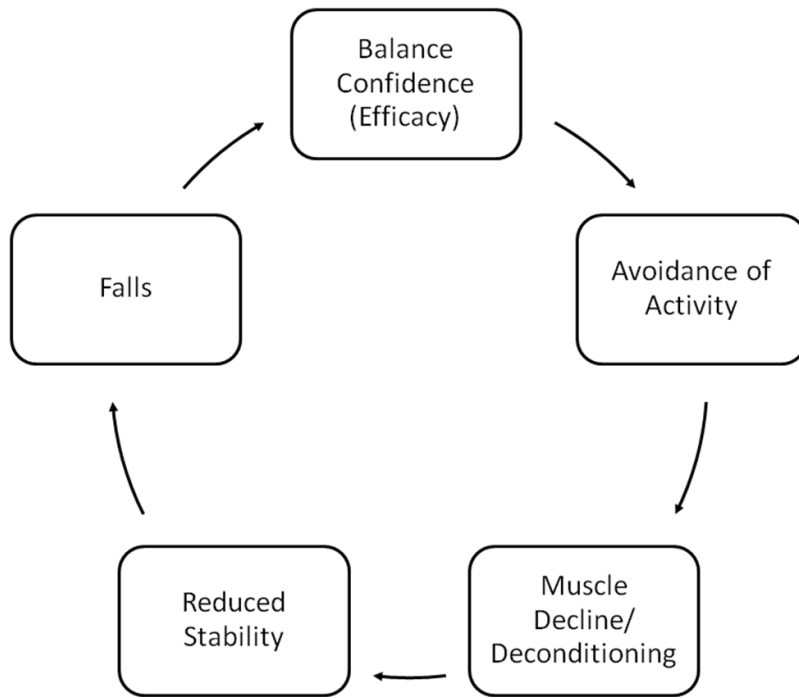 Balance
Confidence
(Efficacy)
Avoidance of
Activity
Muscle
Decline/
Deconditioning
Reduced
Stability
Falls